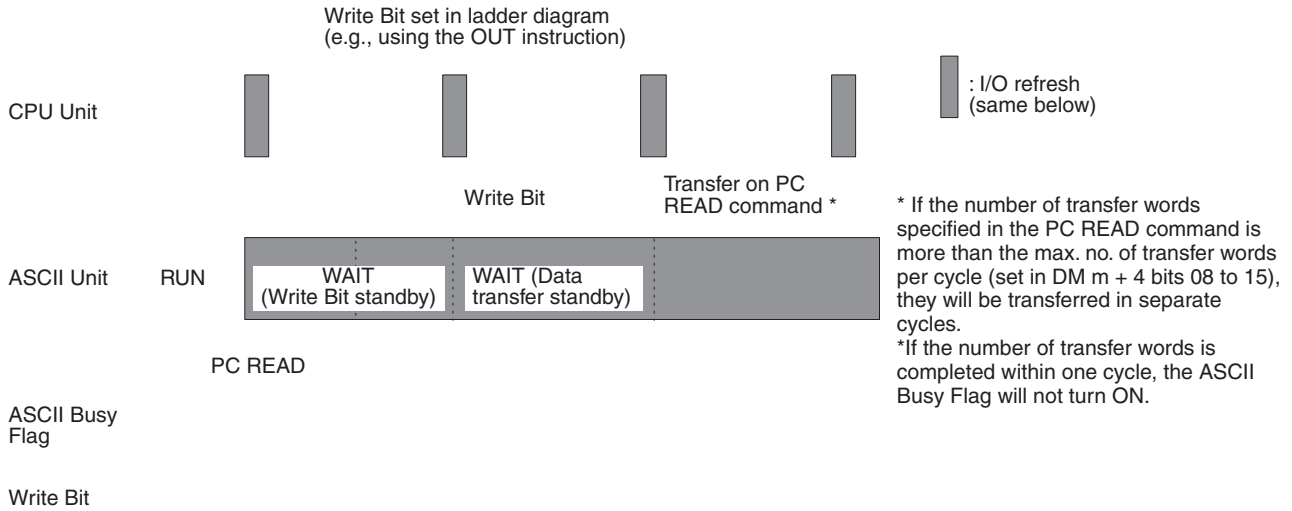 Write Bit set in ladder diagram
(e.g., using the OUT instruction)
: I/O refresh
(same below)
CPU Unit
Write Bit
Transfer on PC
READ command *
* If the number of transfer words
specified in the PC READ command is
more than the max. no. of transfer words
per cycle (set in DM m + 4 bits 08 to 15),
they will be transferred in separate
cycles.
*If the number of transfer words is
completed within one cycle, the ASCII
Busy Flag will not turn ON.
ASCII Unit
RUN
WAIT
(Write Bit standby)
WAIT (Data
transfer standby)
PC READ
ASCII Busy
Flag
Write Bit